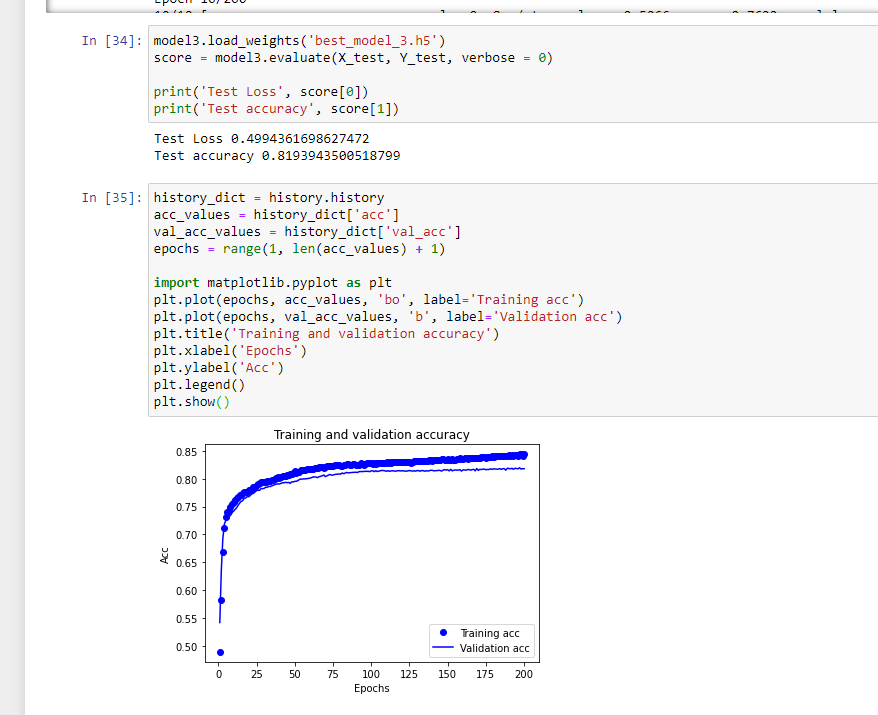 Epoch 10/200
In [34]:
model3.load_weights('best_model_3.h5')
score = model3.evaluate(X_test, Y_test, verbose = 0)
print('Test Loss', score[0])
print('Test accuracy', score[1])
Test Loss 0.4994361698627472
Test accuracy 0.8193943500518799
In [35]:
history_dict = history.history
acc_values = history_dict['acc']
val_acc_values = history_dict['val_acc']
epochs = range(1, len(acc_values) + 1)
import matplotlib.pyplot as plt
plt.plot(epochs, acc_values, 'bo', label='Training acc')
plt.plot(epochs, val_acc_values, 'b', label='Validation acc')
plt.title('Training and validation accuracy')
plt.xlabel('Epochs')
plt.ylabel('Acc')
plt.legend()
plt.show()
Training and validation accuracy
0.85
0.80
0.75
0.70
0.65
0.60
0.55
0.50
Acc
Training acc
Validation acc
0 25 50 75 100 125 150 175 200
Epochs